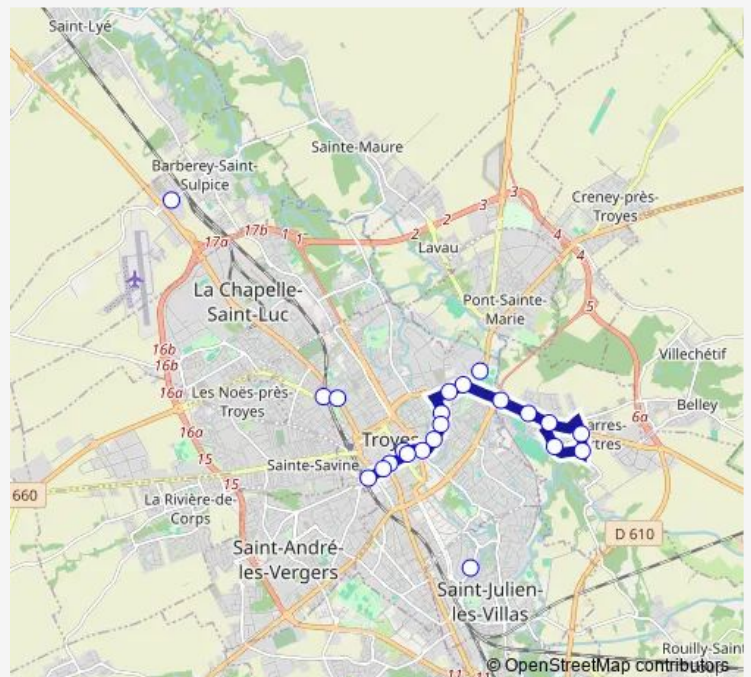 Saint-Lyé
Sainte-Maure
Barberey-Saint-
Sulpice
Creney-près-
Troyes
3
3
2
2
17b
1
1
17a
4
4
Lavau
La Chapelle-
Saint-Luc
Pont-Sainte-
Marie
5
16b
16b
Villechétif
16a
Les Noës-près-
Troyes
Belley
6a
16a
Troyes
15
Sainte-Savine
660
15
La Rivière-de-
Corps
D 610
Saint-André-
les-Vergers
Saint-Julien-
les-Villas
Rouilly-Saint
11
11
© OpenStreetMap contributors